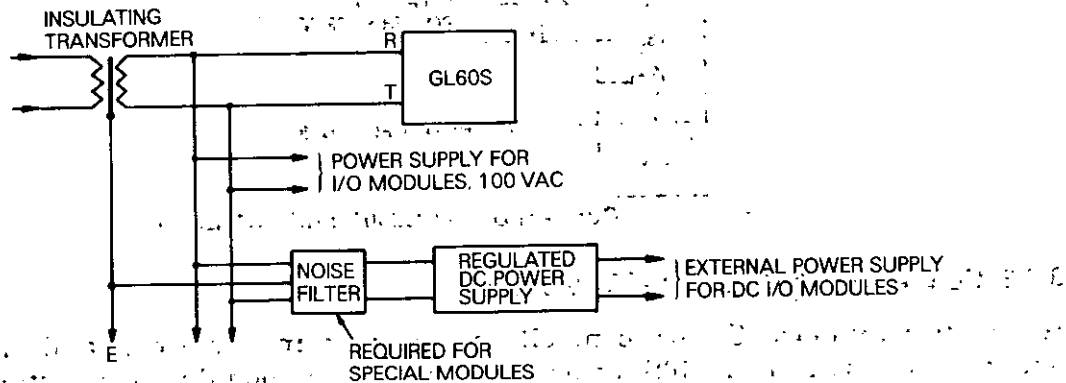 INSULATING
TRANSFORMER
R
GL60S
T
POWER SUPPLY FOR
I/O MODULES, 100 VAC
NOISE
FILTER
REGULATED
DC POWER
SUPPLY
EXTERNAL POWER SUPPLY
FOR DC I/O MODULES
E
REQUIRED FOR
SPECIAL MODULES